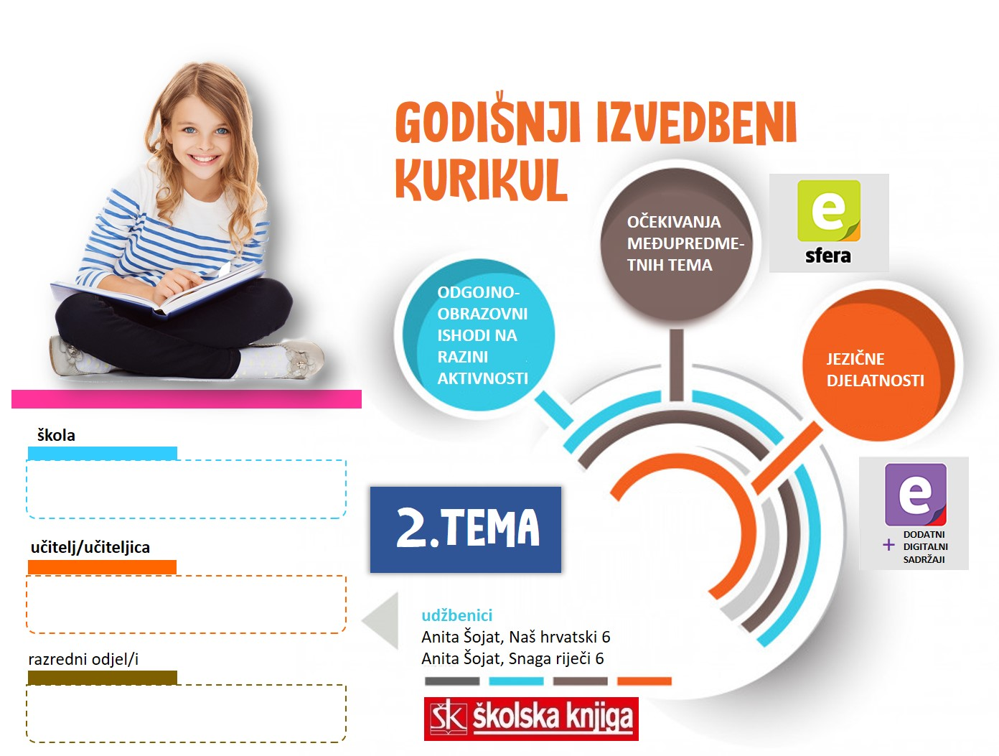 GODIŠNJI IZVEDBENI
KURIKUL
OČEKIVANJA
MEĐUPREDME-
TNIH TEMA
e
sfera
ODGOJNO-
OBRAZOVNI
ISHODI NA
RAZINI
AKTIVNOSTI
JEZIČNE
DJELATNOSTI
škola
učitelj/učiteljica
razredni odjel/i
2.TEMA
e
+ DODATNI
DIGITALNI
SADRŽAJI
udžbenici
Anita Šojat, Naš hrvatski 6
Anita Šojat, Snaga riječi 6
ŠK školska knjiga